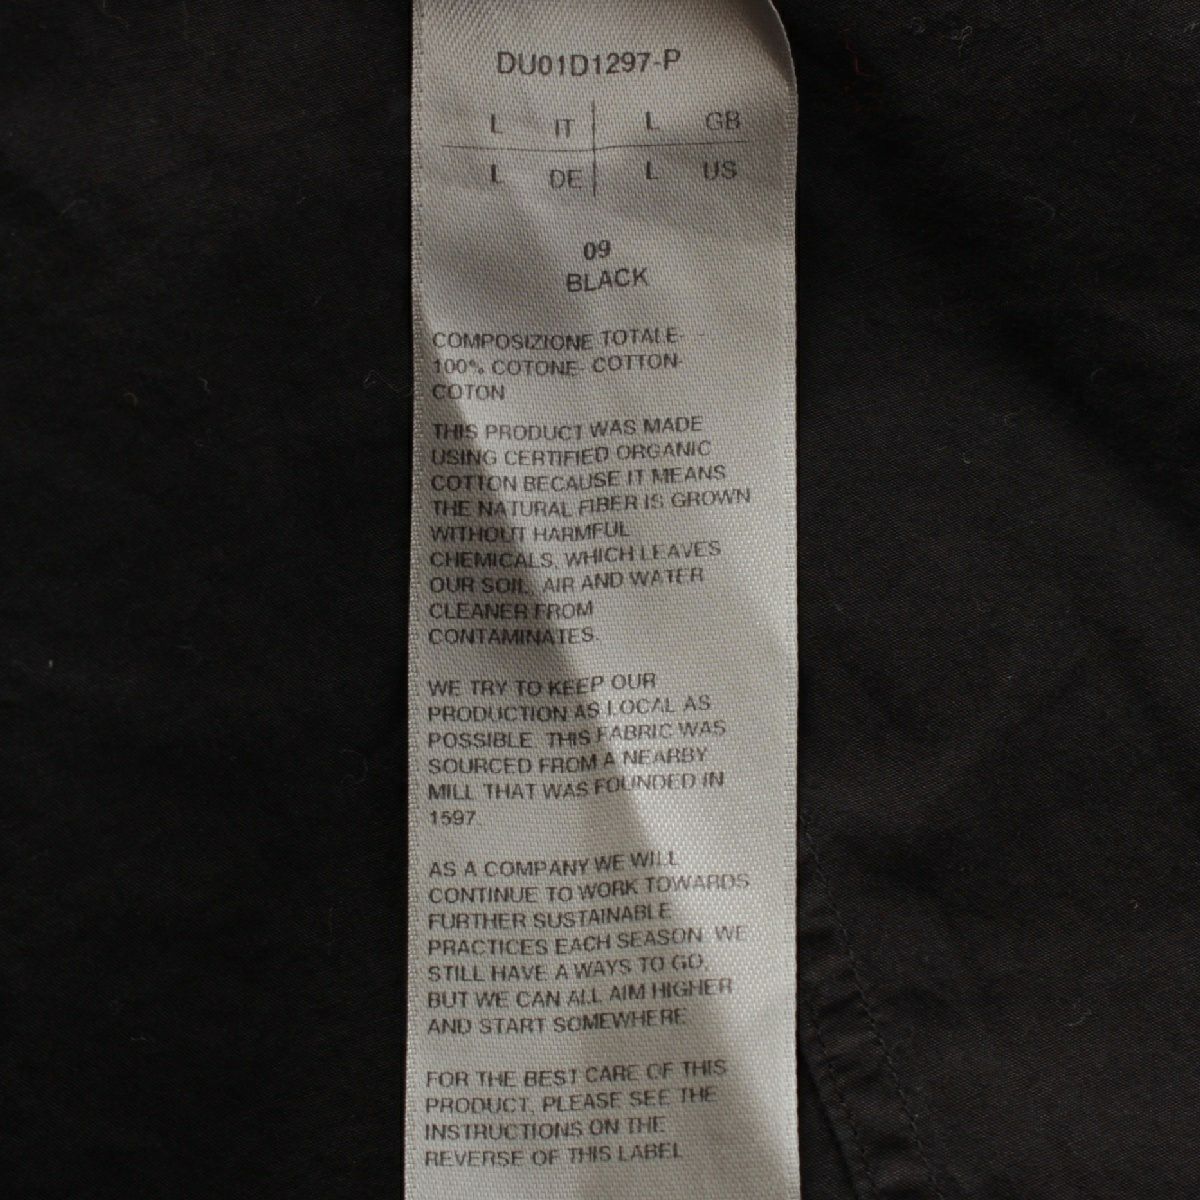 DU01D1297-P
L IT L GB
L DE L US
09
BLACK
COMPOSIZIONE TOTALE-
100% COTONE- COTTON-
COTON
THIS PRODUCT WAS MADE
USING CERTIFIED ORGANIC
COTTON BECAUSE IT MEANS
THE NATURAL FIBER IS GROWN
WITHOUT HARMFUL
CHEMICALS, WHICH LEAVES
OUR SOIL, AIR AND WATER
CLEANER FROM
CONTAMINATES.
WE TRY TO KEEP OUR
PRODUCTION AS LOCAL AS
POSSIBLE. THIS FABRIC WAS
SOURCED FROM A NEARBY
MILL THAT WAS FOUNDED IN
1597.
AS A COMPANY WE WILL
CONTINUE TO WORK TOWARDS
FURTHER SUSTAINABLE
PRACTICES EACH SEASON. WE
STILL HAVE A WAYS TO GO,
BUT WE CAN ALL AIM HIGHER
AND START SOMEWHERE.
FOR THE BEST CARE OF THIS
PRODUCT, PLEASE SEE THE
INSTRUCTIONS ON THE
REVERSE OF THIS LABEL